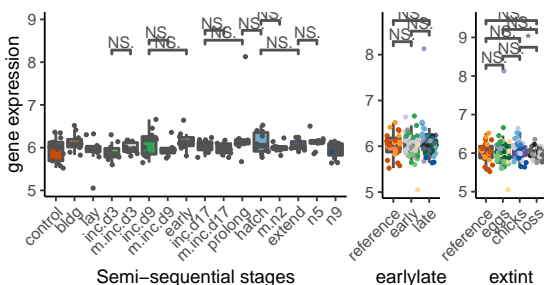 gene expression
9
8
7
6
5
NS.
NS.
NS.
NS.
NS.
NS.
NS.
NS.
NS.
control
bldg
lay
inc.d3
m.inc.d3
inc.d9
m.inc.d9
early
inc.d17
m.inc.d17
prolong
hatch
m.n2
extend
n5
n9
Semi−sequential stages
8
7
6
5
NS.
NS.
NS.
reference
early
late
earlylate
9
8
7
6
5
NS.
NS.
NS.
*
NS.
NS.
reference
eggs
chicks
loss
extint